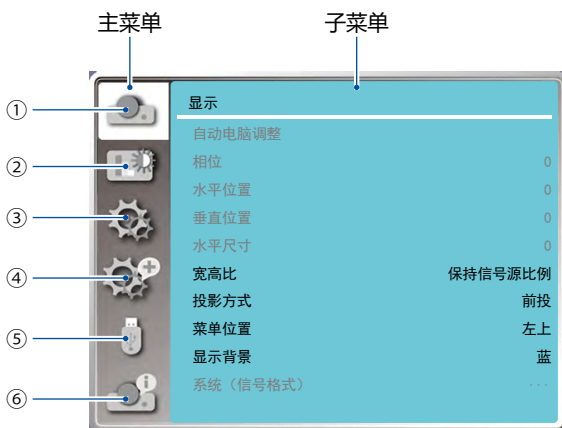 主菜单
子菜单
①
②
③
④
⑤
⑥
显示
自动电脑调整
相位 0
水平位置 0
垂直位置 0
水平尺寸 0
宽高比 保持信号源比例
投影方式 前投
菜单位置 左上
显示背景 蓝
系统（信号格式） ···